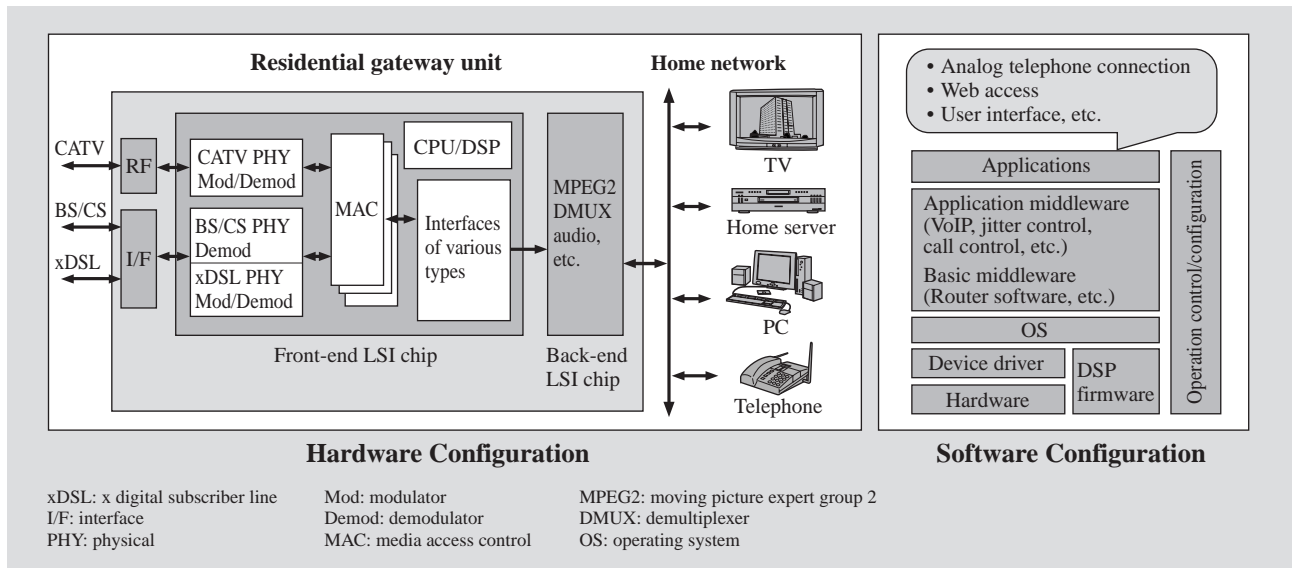 Residential gateway unit
Home network
CATV
BS/CS
xDSL
RF
I/F
CATV PHY
Mod/Demod
BS/CS PHY
Demod
xDSL PHY
Mod/Demod
MAC
CPU/DSP
Interfaces
of various
types
Front-end LSI chip
MPEG2
DMUX
audio,
etc.
Back-end
LSI chip
TV
Home server
PC
Telephone
Hardware Configuration
• Analog telephone connection
• Web access
• User interface, etc.
Applications
Application middleware
(VoIP, jitter control,
call control, etc.)
Basic middleware
(Router software, etc.)
OS
Device driver
Hardware
DSP
firmware
Operation control/configuration
Software Configuration
xDSL: x digital subscriber line
I/F: interface
PHY: physical
Mod: modulator
Demod: demodulator
MAC: media access control
MPEG2: moving picture expert group 2
DMUX: demultiplexer
OS: operating system